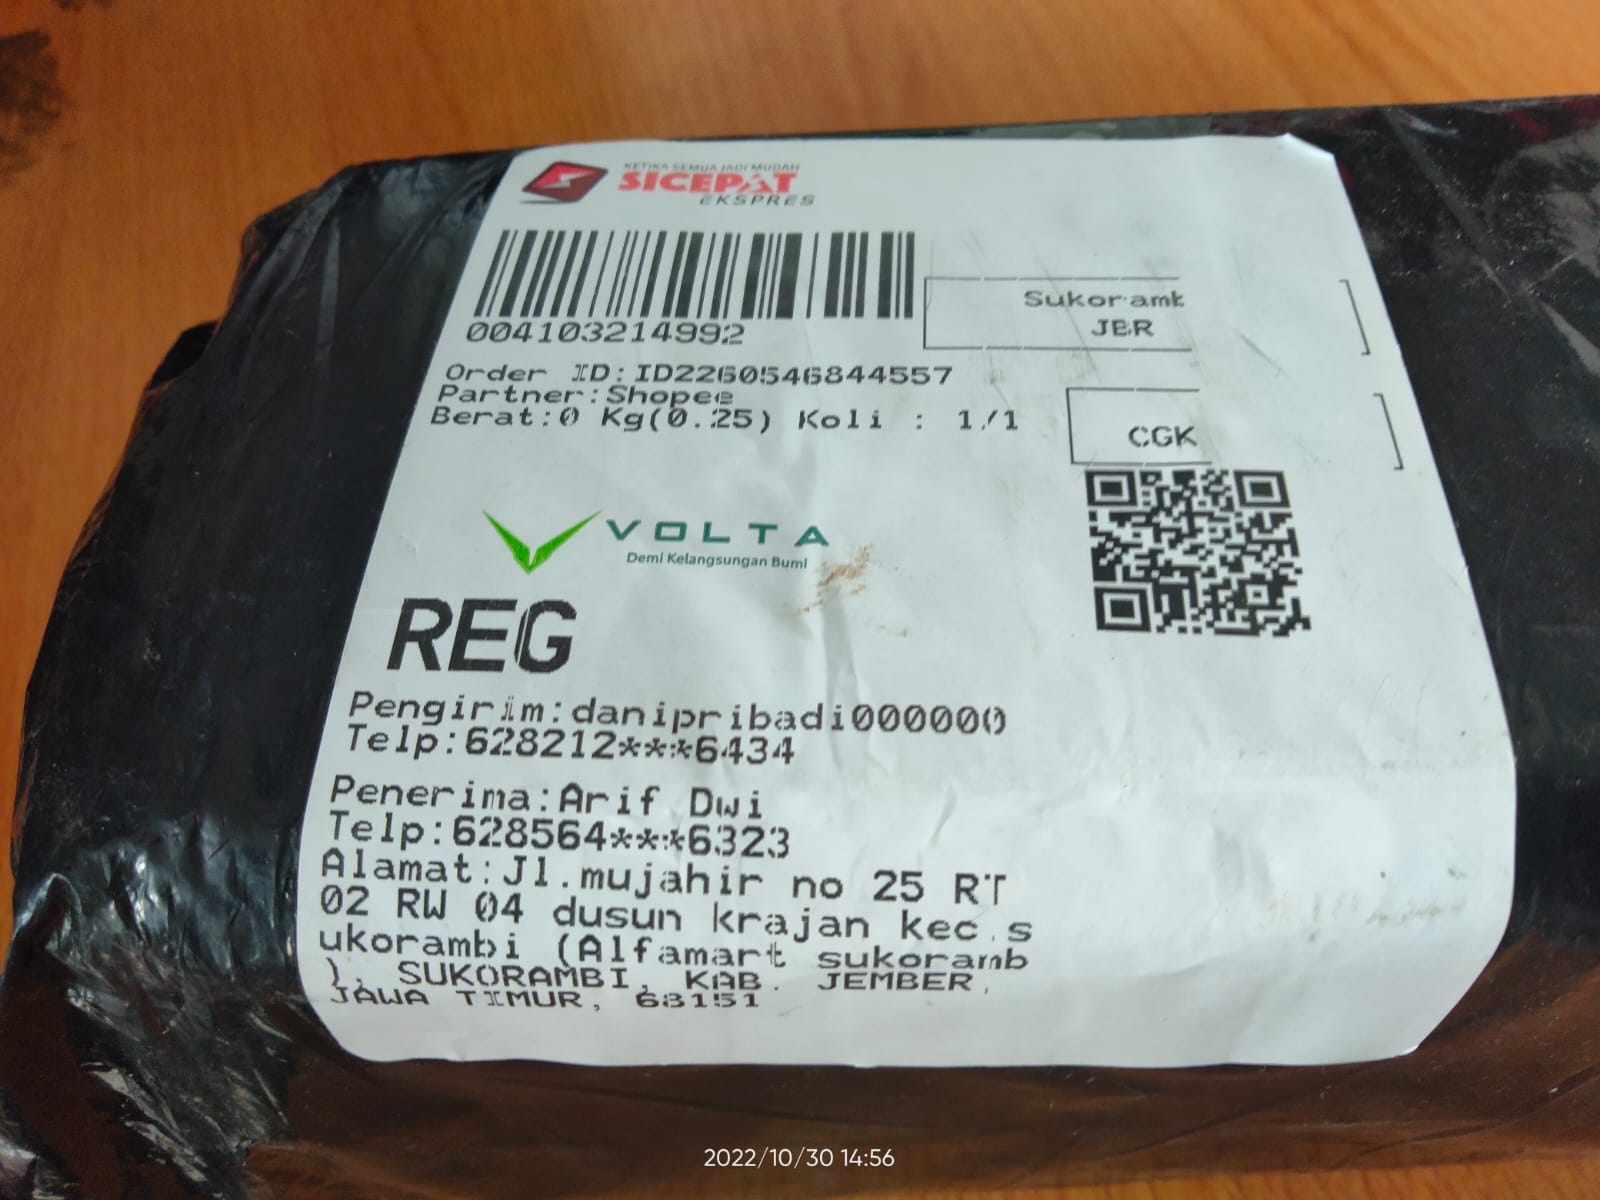 KETIKA SEMUA JADI MUDAH
SICEPAT
EKSPRES
004103214992
Sukoramb
JBR
Order ID:ID2260546844557
Partner:Shopee
Berat:0 Kg(0.25) Koli : 1/1
CGK
VOLTA
Demi Kelangsungan Bumi
REG
Pengirim:danipribadi000000
Telp:628212***6434
Penerima:Arif Dwi
Telp:628564***6323
Alamat:Jl.mujahir no 25 RT
02 RW 04 dusun krajan kec.s
ukorambi (Alfamart sukoramb
), SUKORAMBI, KAB. JEMBER,
JAWA TIMUR, 68151
2022/10/30 14:56